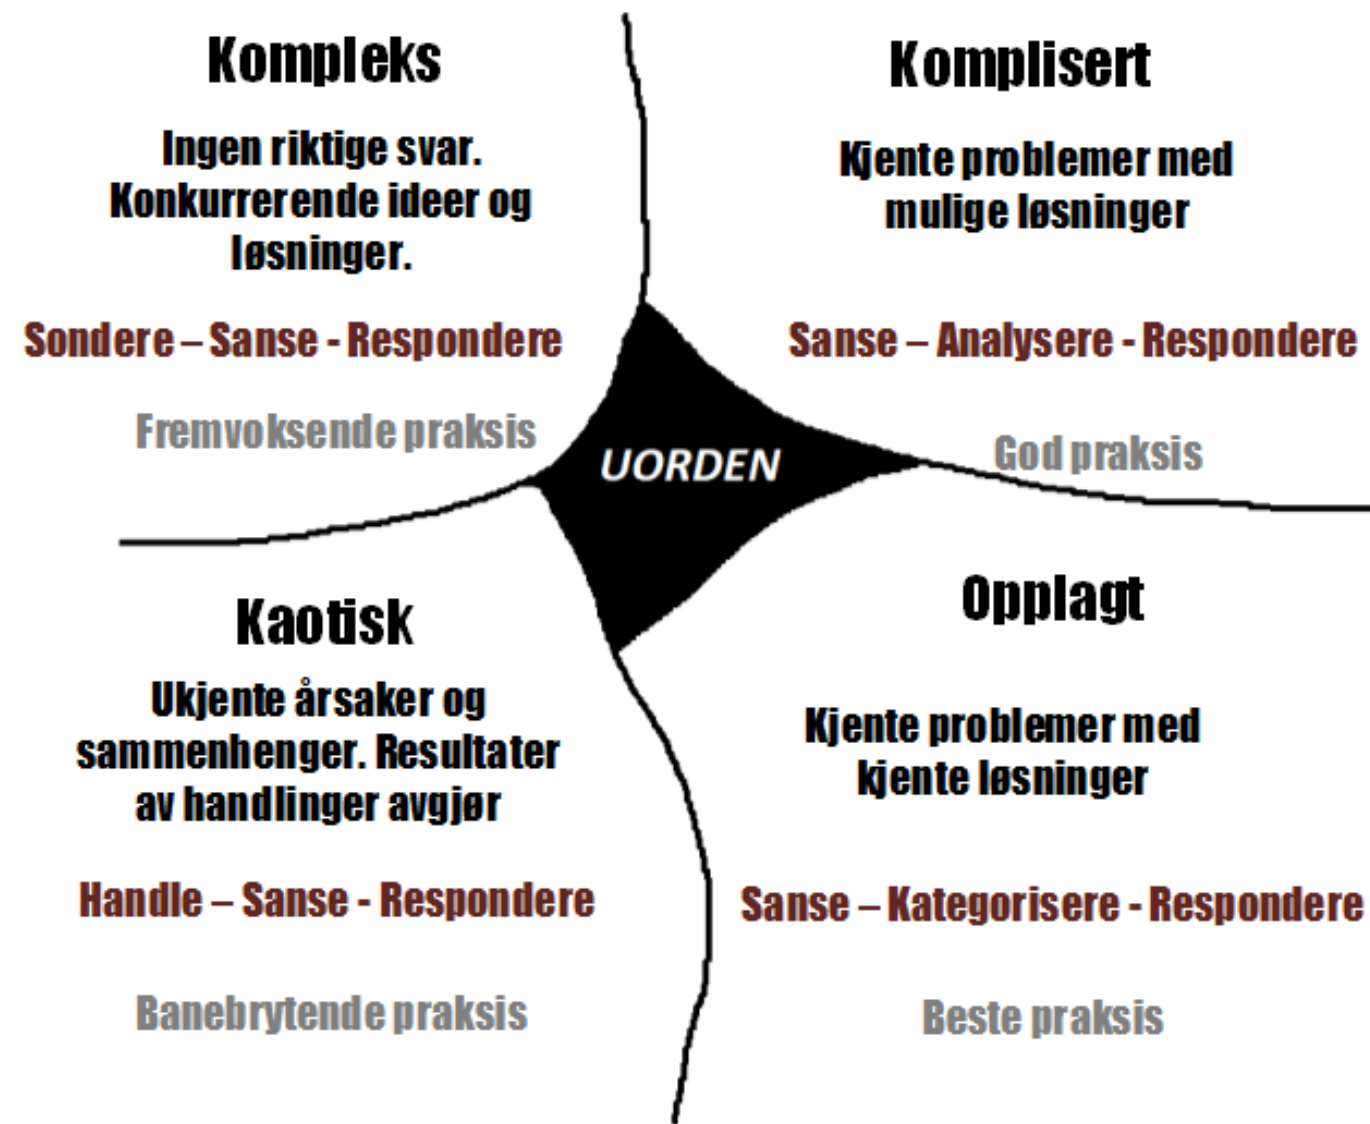 Kompleks
Ingen riktige svar.
Konkurrerende ideer og
løsninger.
Sondere – Sanse - Respondere
Fremvoksende praksis
Komplisert
Kjente problemer med
mulige løsninger
Sanse – Analysere - Respondere
God praksis
UORDEN
Kaotisk
Ukjente årsaker og
sammenhenger. Resultater
av handlinger avgjør
Handle – Sanse - Respondere
Banebrytende praksis
Opplagt
Kjente problemer med
kjente løsninger
Sanse – Kategorisere - Respondere
Beste praksis